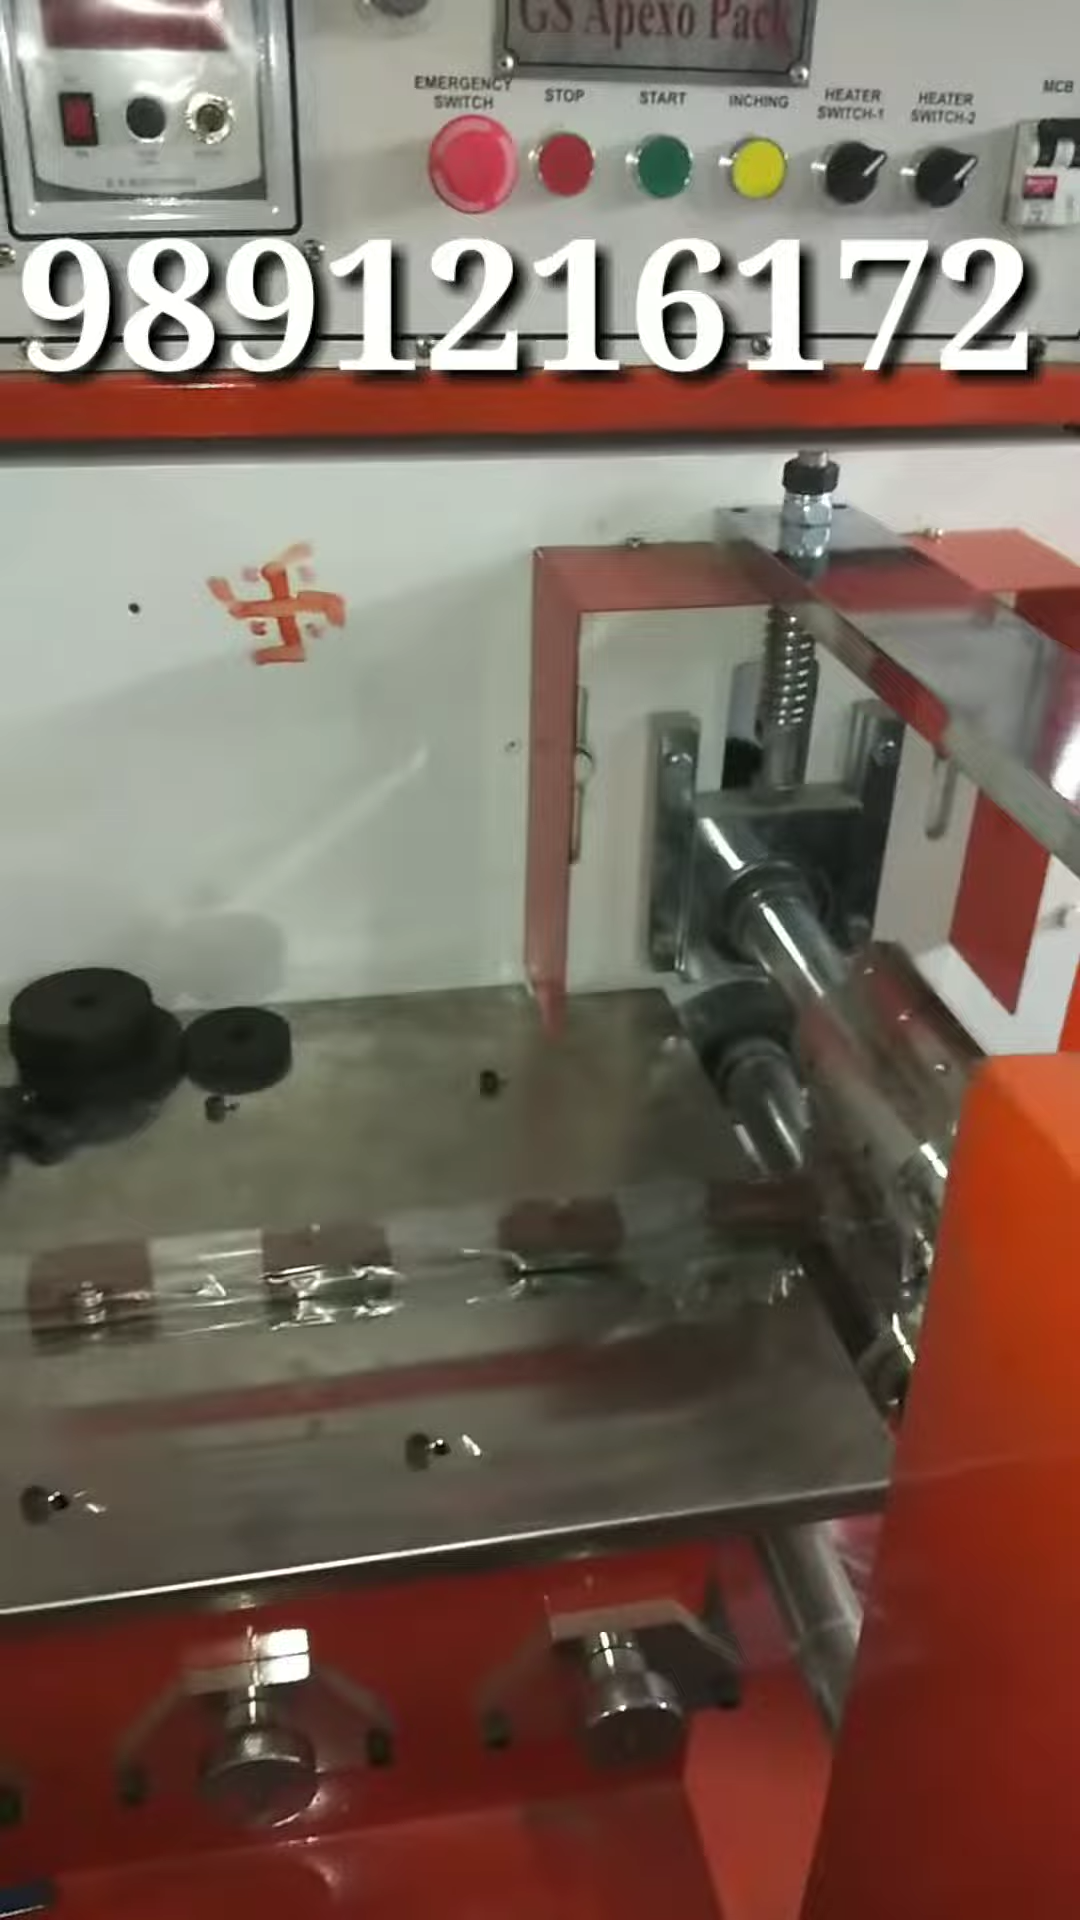 GS Apexo Pack
EMERGENCY
SWITCH
STOP
START
INCHING
HEATER
SWITCH-1
HEATER
SWITCH-2
MCB
9891216172